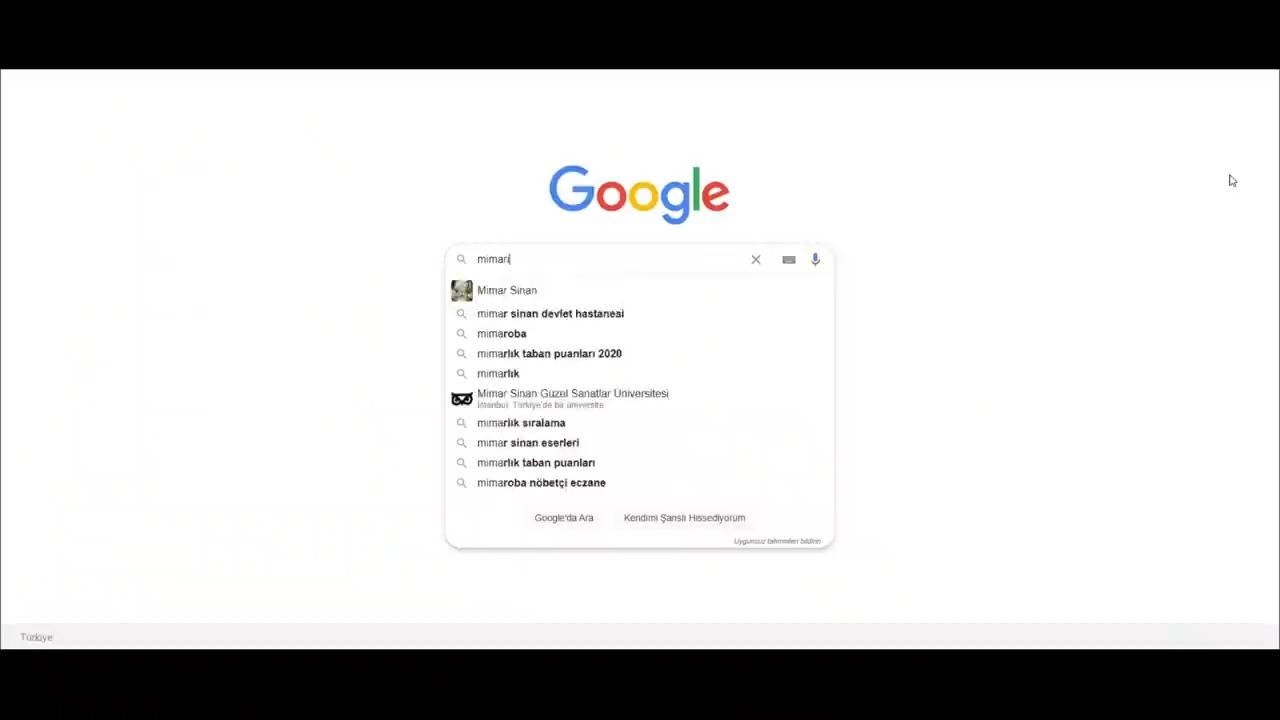 Google
mimari
Mimar Sinan
mimar sinan devlet hastanesi
mimaroba
mimarlık taban puanları 2020
mimarlık
Mimar Sinan Güzel Sanatlar Üniversitesi
İstanbul, Türkiye'de bir üniversite
mimarlık sıralama
mimar sinan eserleri
mimarlık taban puanları
mimaroba nöbetçi eczane
Google'da Ara
Kendimi Şanslı Hissediyorum
Uygunsuz tahminleri bildirin
Türkiye